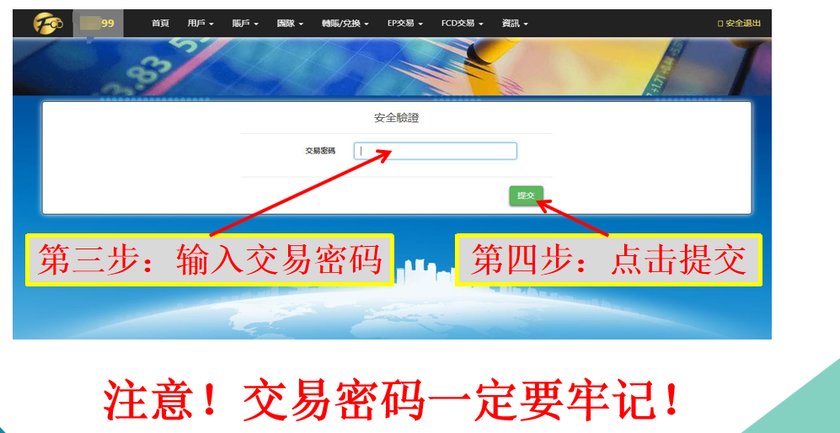 FCD
99 首頁 用戶 賬戶 團隊 轉賬/兌換 EP交易 FCD交易 資訊 安全退出
3.83
安全驗證
交易密碼
提交
第三步：输入交易密码 第四步：点击提交
注意！交易密码一定要牢记！